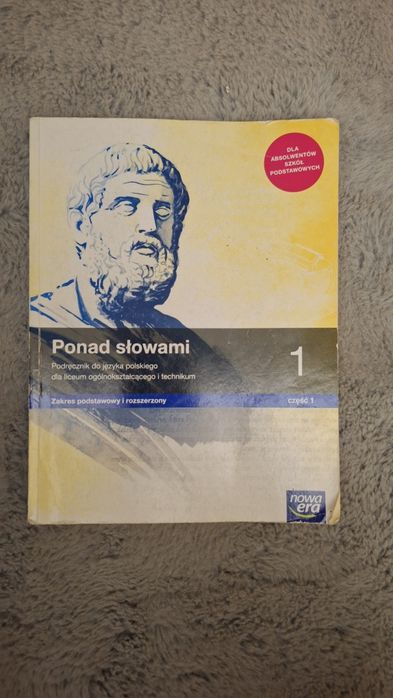 DLA
ABSOLWENTÓW
SZKÓŁ
PODSTAWOWYCH
Ponad słowami
1
Podręcznik do języka polskiego
dla liceum ogólnokształcącego i technikum
Zakres podstawowy i rozszerzony
część 1
nowa
era